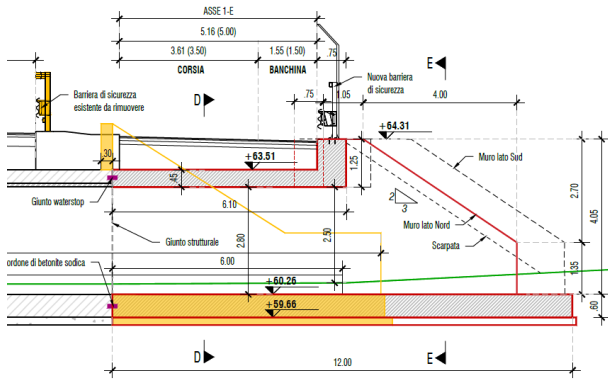 ASSE 1-E
5.16 (5.00)
3.61 (3.50)
1.55 (1.50)
.75
CORSIA
BANCHINA
Nuova barriera
di sicurezza
E
Barriera di sicurezza
esistente da rimuovere
D
.75
1.05
4.00
+64.31
Muro lato Sud
.30
+63.51
1.25
.45
2
3
2.70
4.05
Giunto waterstop
6.10
Muro lato Nord
Scarpata
Giunto strutturale
2.80
2.50
6.00
1.35
ordone di betonite sodica
+60.26
+59.66
.60
D
E
12.00